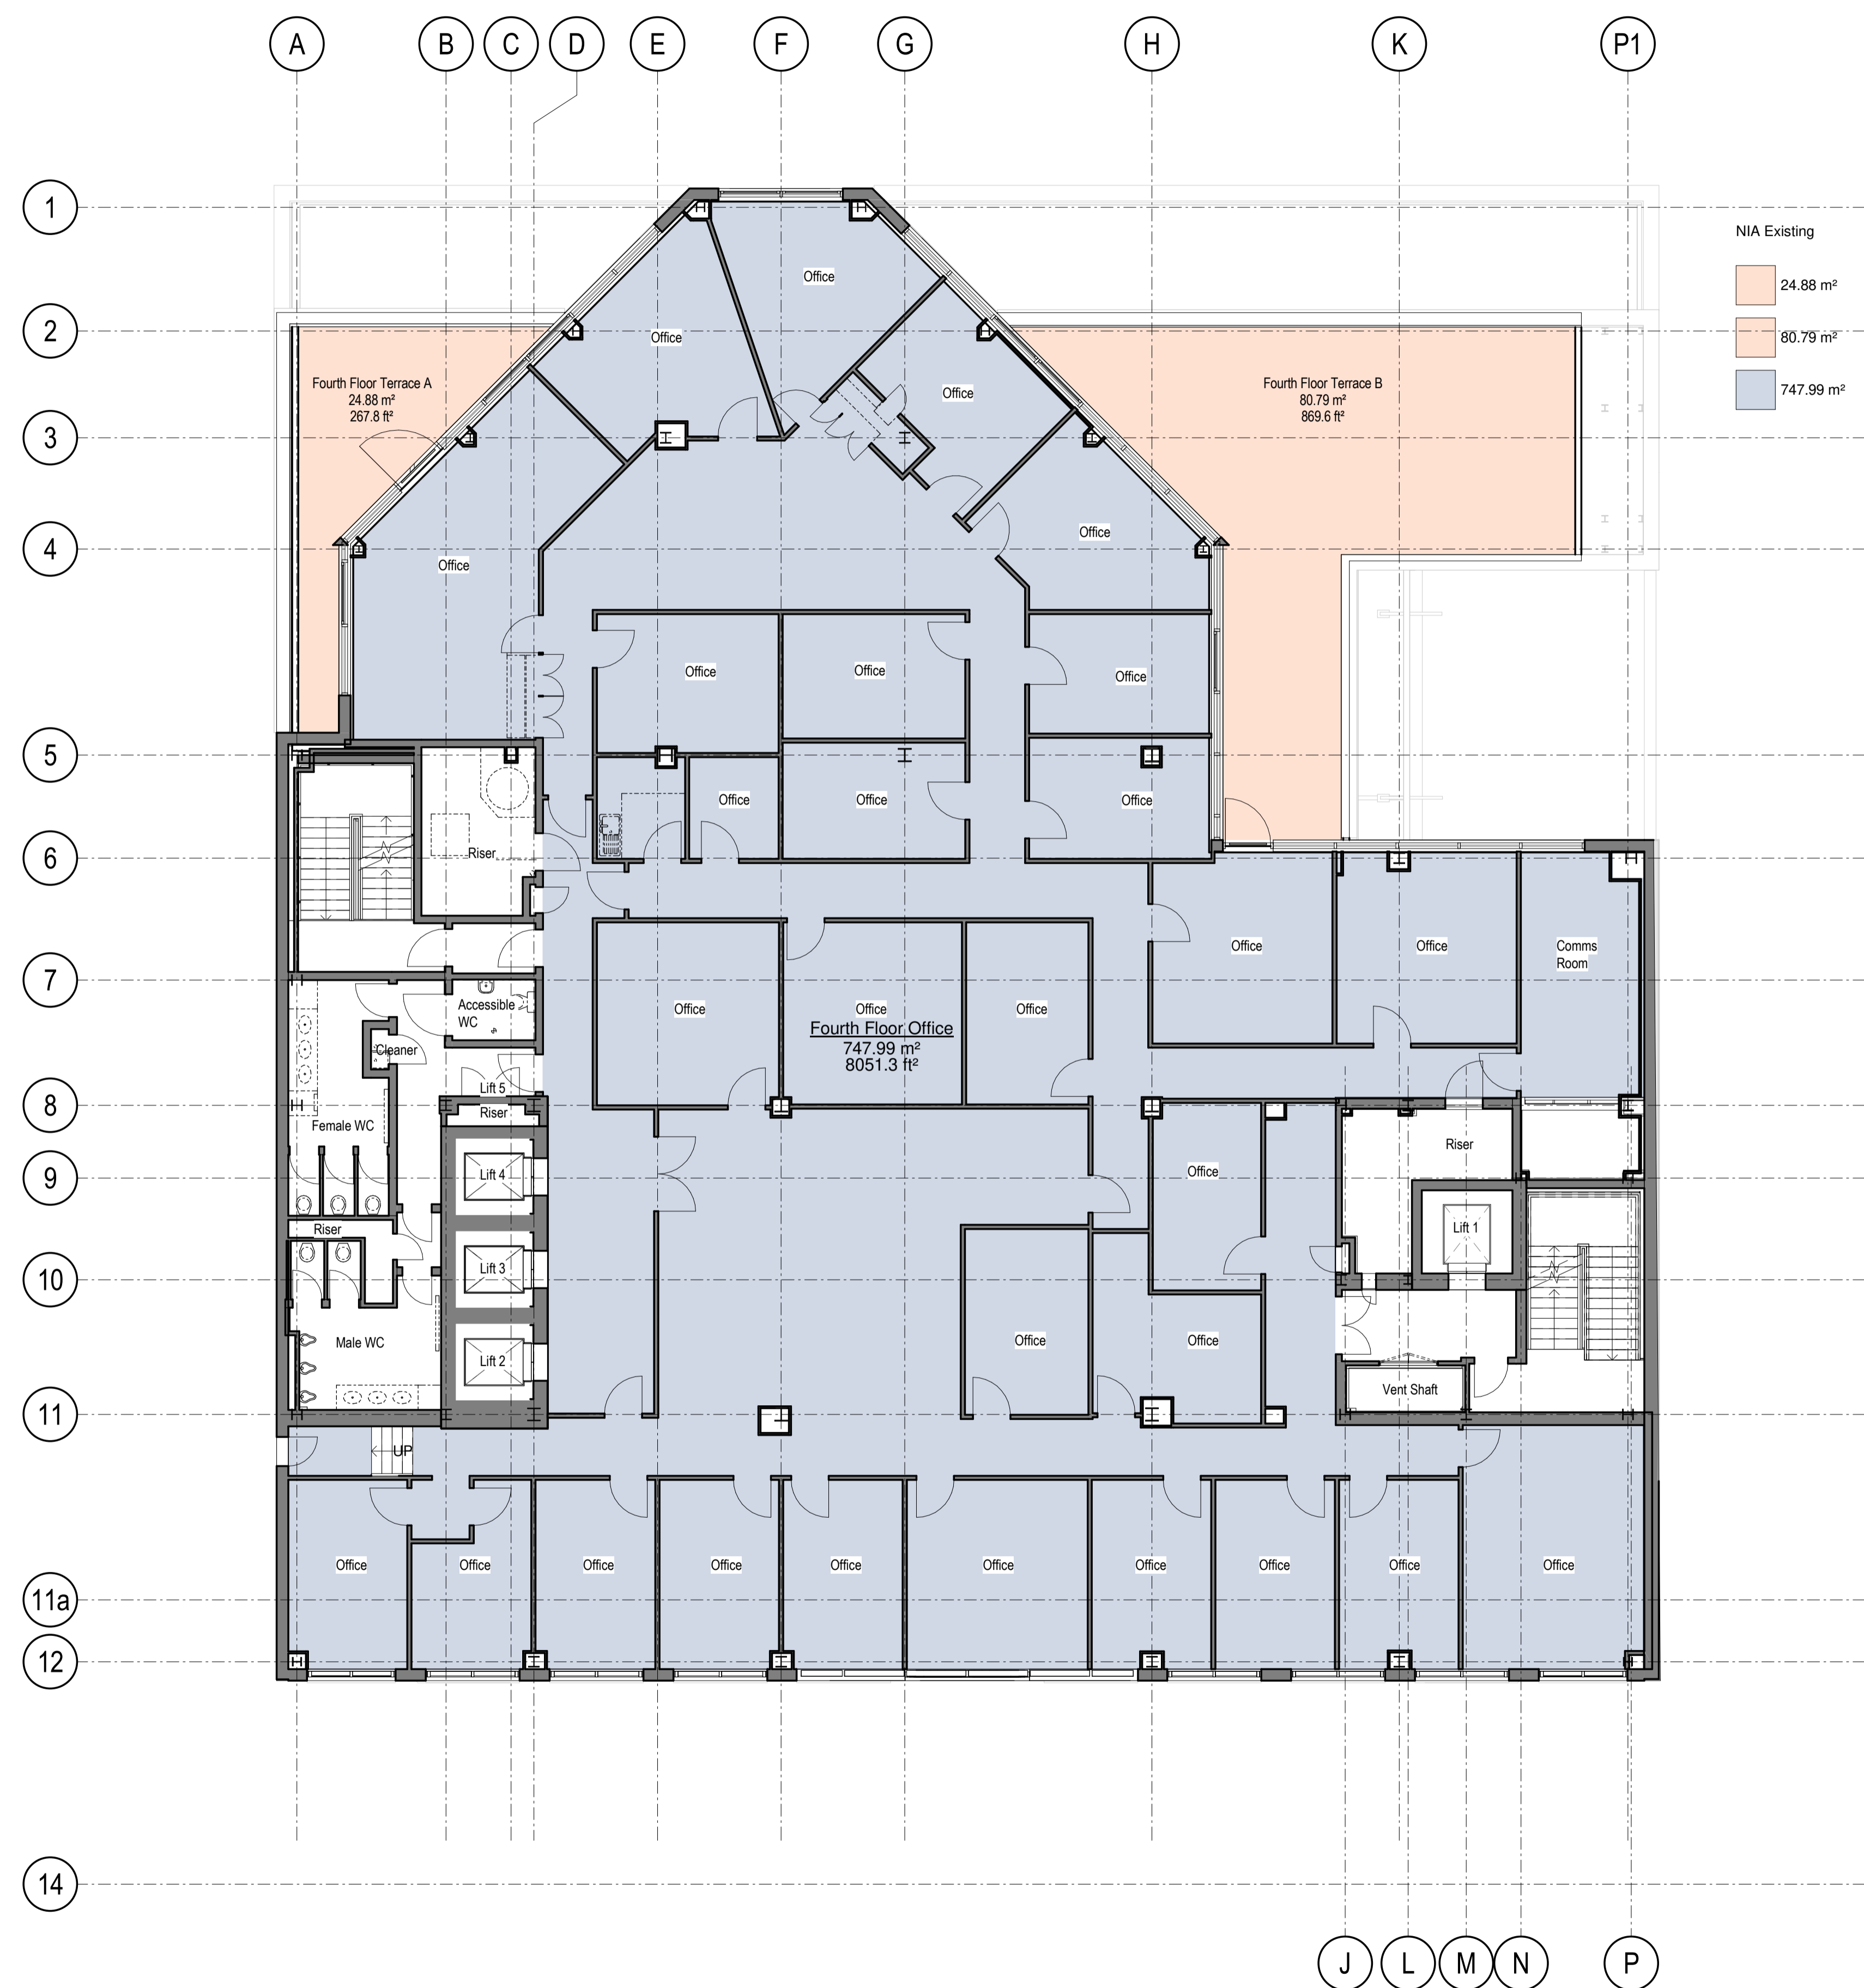 A
B
C
D
E
F
G
H
K
P1
1
NIA Existing
Office
24.88 m²
2
Office
80.79 m²
Fourth Floor Terrace A
24.88 m²
267.8 ft²
Office
Fourth Floor Terrace B
80.79 m²
869.6 ft²
747.99 m²
3
Office
4
Office
Office
Office
Office
5
Office
Office
Office
Riser
6
Office
Office
Comms
Room
7
Accessible
WC
Office
Office
Office
Fourth Floor Office
747.99 m²
8051.3 ft²
Cleaner
Lift 5
8
Riser
Female WC
Riser
9
Lift 4
Office
Riser
Lift 1
10
Lift 3
Male WC
Office
Office
Lift 2
Vent Shaft
11
UP
Office
Office
Office
Office
Office
Office
Office
Office
Office
Office
11a
12
14
J
L
M
N
P